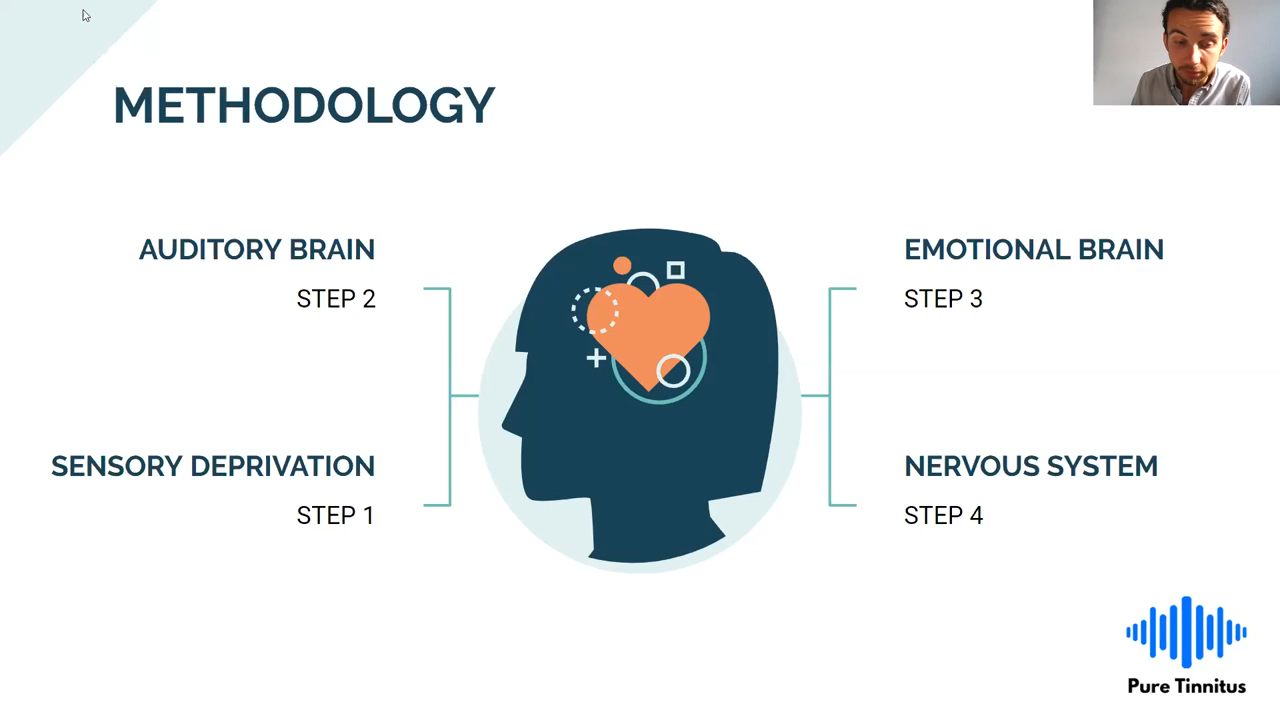 METHODOLOGY
AUDITORY BRAIN
STEP 2
SENSORY DEPRIVATION
STEP 1
EMOTIONAL BRAIN
STEP 3
NERVOUS SYSTEM
STEP 4
Pure Tinnitus